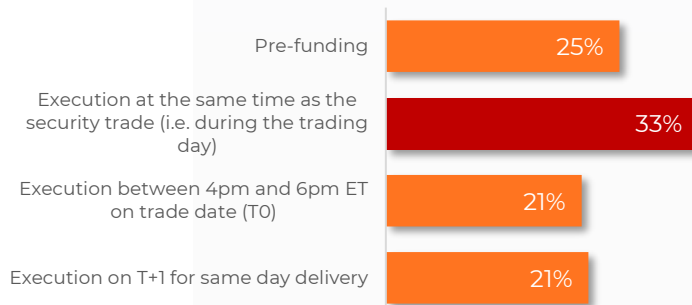 Pre-funding
25%
Execution at the same time as the
security trade (i.e. during the trading
day)
33%
Execution between 4pm and 6pm ET
on trade date (T0)
21%
Execution on T+1 for same day delivery
21%